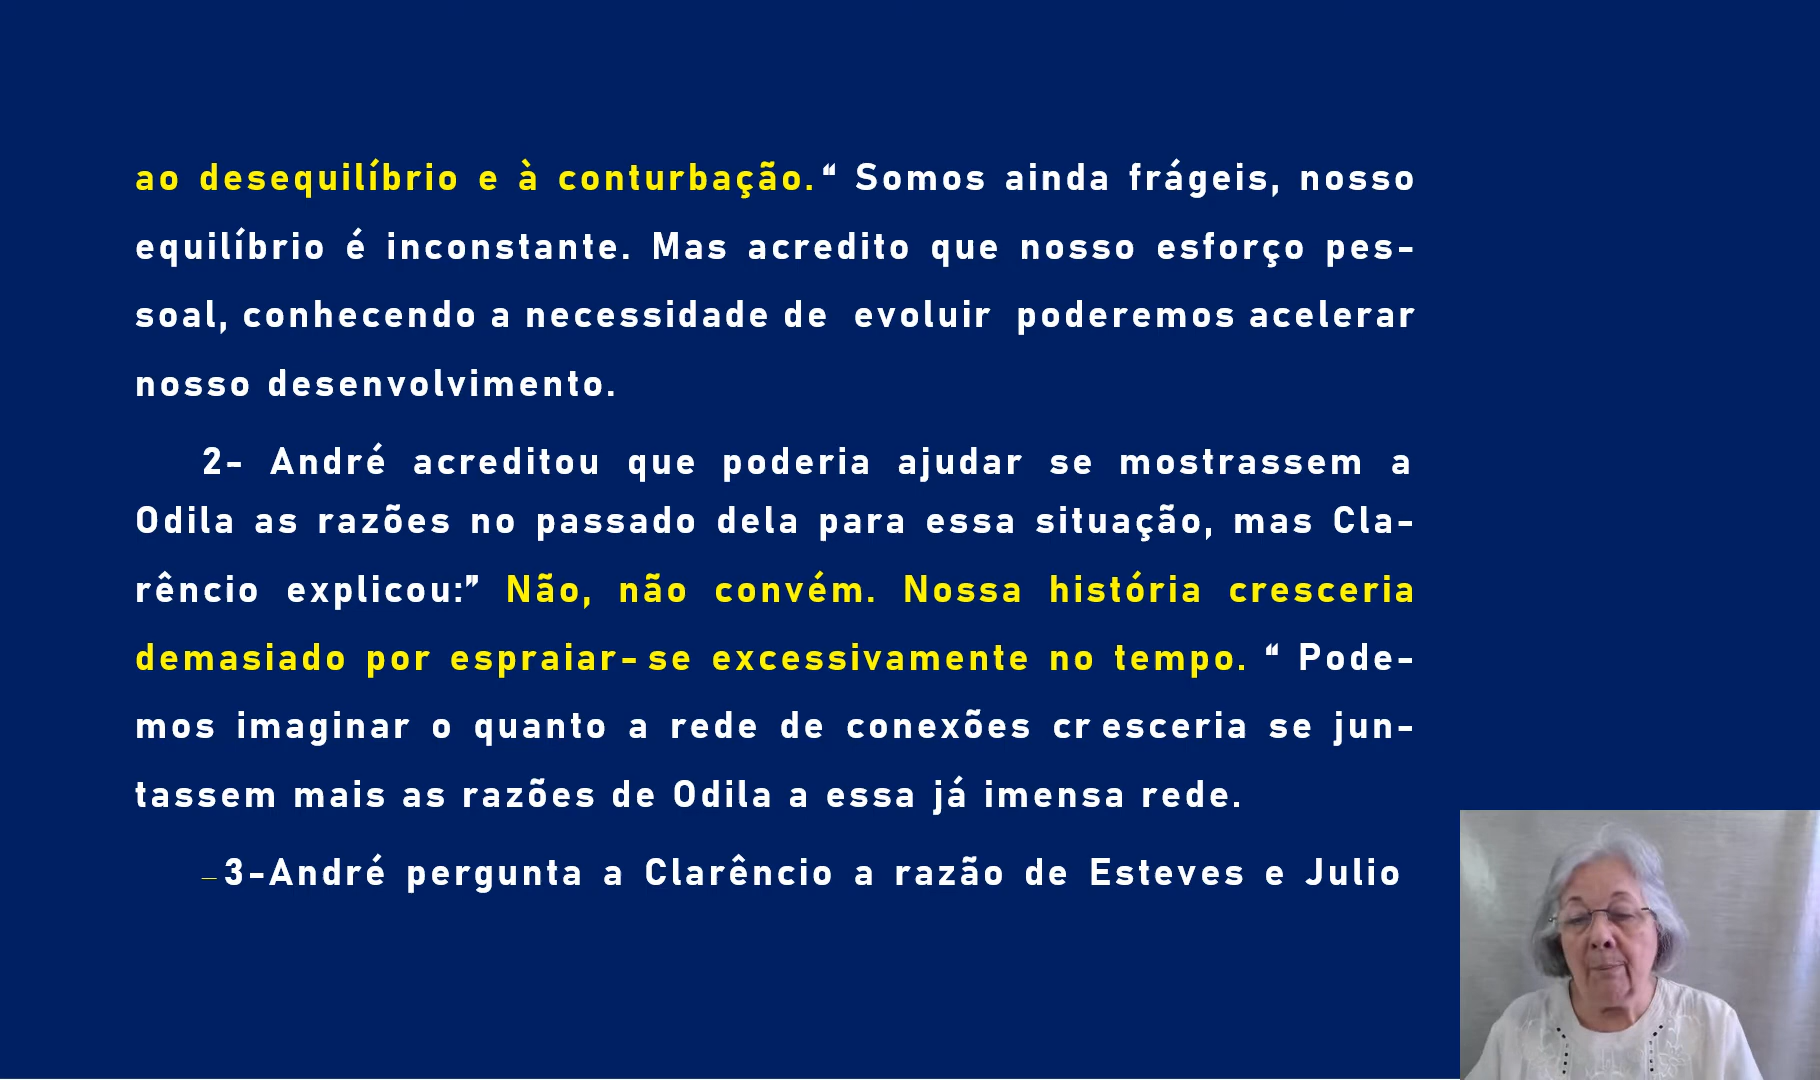 ao desequilíbrio e à conturbação.“ Somos ainda frágeis, nosso
equilíbrio é inconstante. Mas acredito que nosso esforço pes-
soal, conhecendo a necessidade de evoluir poderemos acelerar
nosso desenvolvimento.
2- André acreditou que poderia ajudar se mostrassem a
Odila as razões no passado dela para essa situação, mas Cla-
rêncio explicou:” Não, não convém. Nossa história cresceria
demasiado por espraiar-se excessivamente no tempo. “ Pode-
mos imaginar o quanto a rede de conexões cresceria se jun-
tassem mais as razões de Odila a essa já imensa rede.
–3-André pergunta a Clarêncio a razão de Esteves e Julio